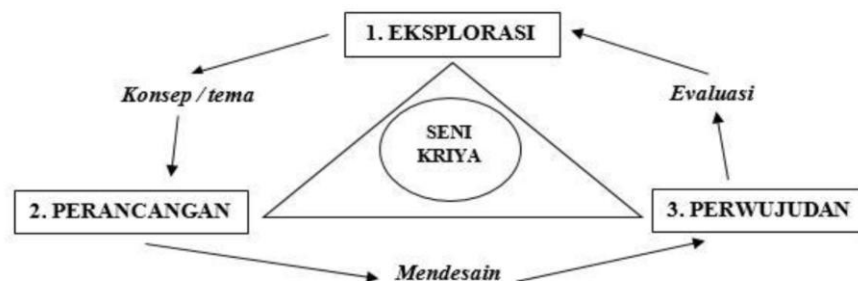 1. EKSPLORASI
Konsep / tema
Evaluasi
SENI
KRIYA
2. PERANCANGAN
3. PERWUJUDAN
Mendesain